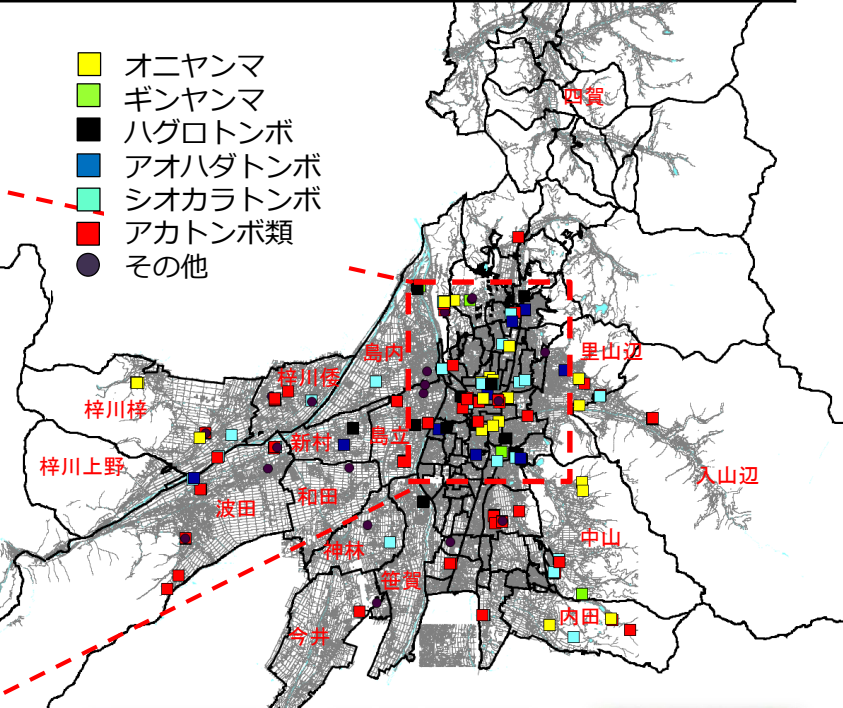 オニヤンマ
ギンヤンマ
ハグロトンボ
アオハダトンボ
シオカラトンボ
アカトンボ類
その他
四賀
島内
里山辺
梓川倭
梓川梓
新村
島立
梓川上野
入山辺
波田
和田
神林
中山
笹賀
内田
今井